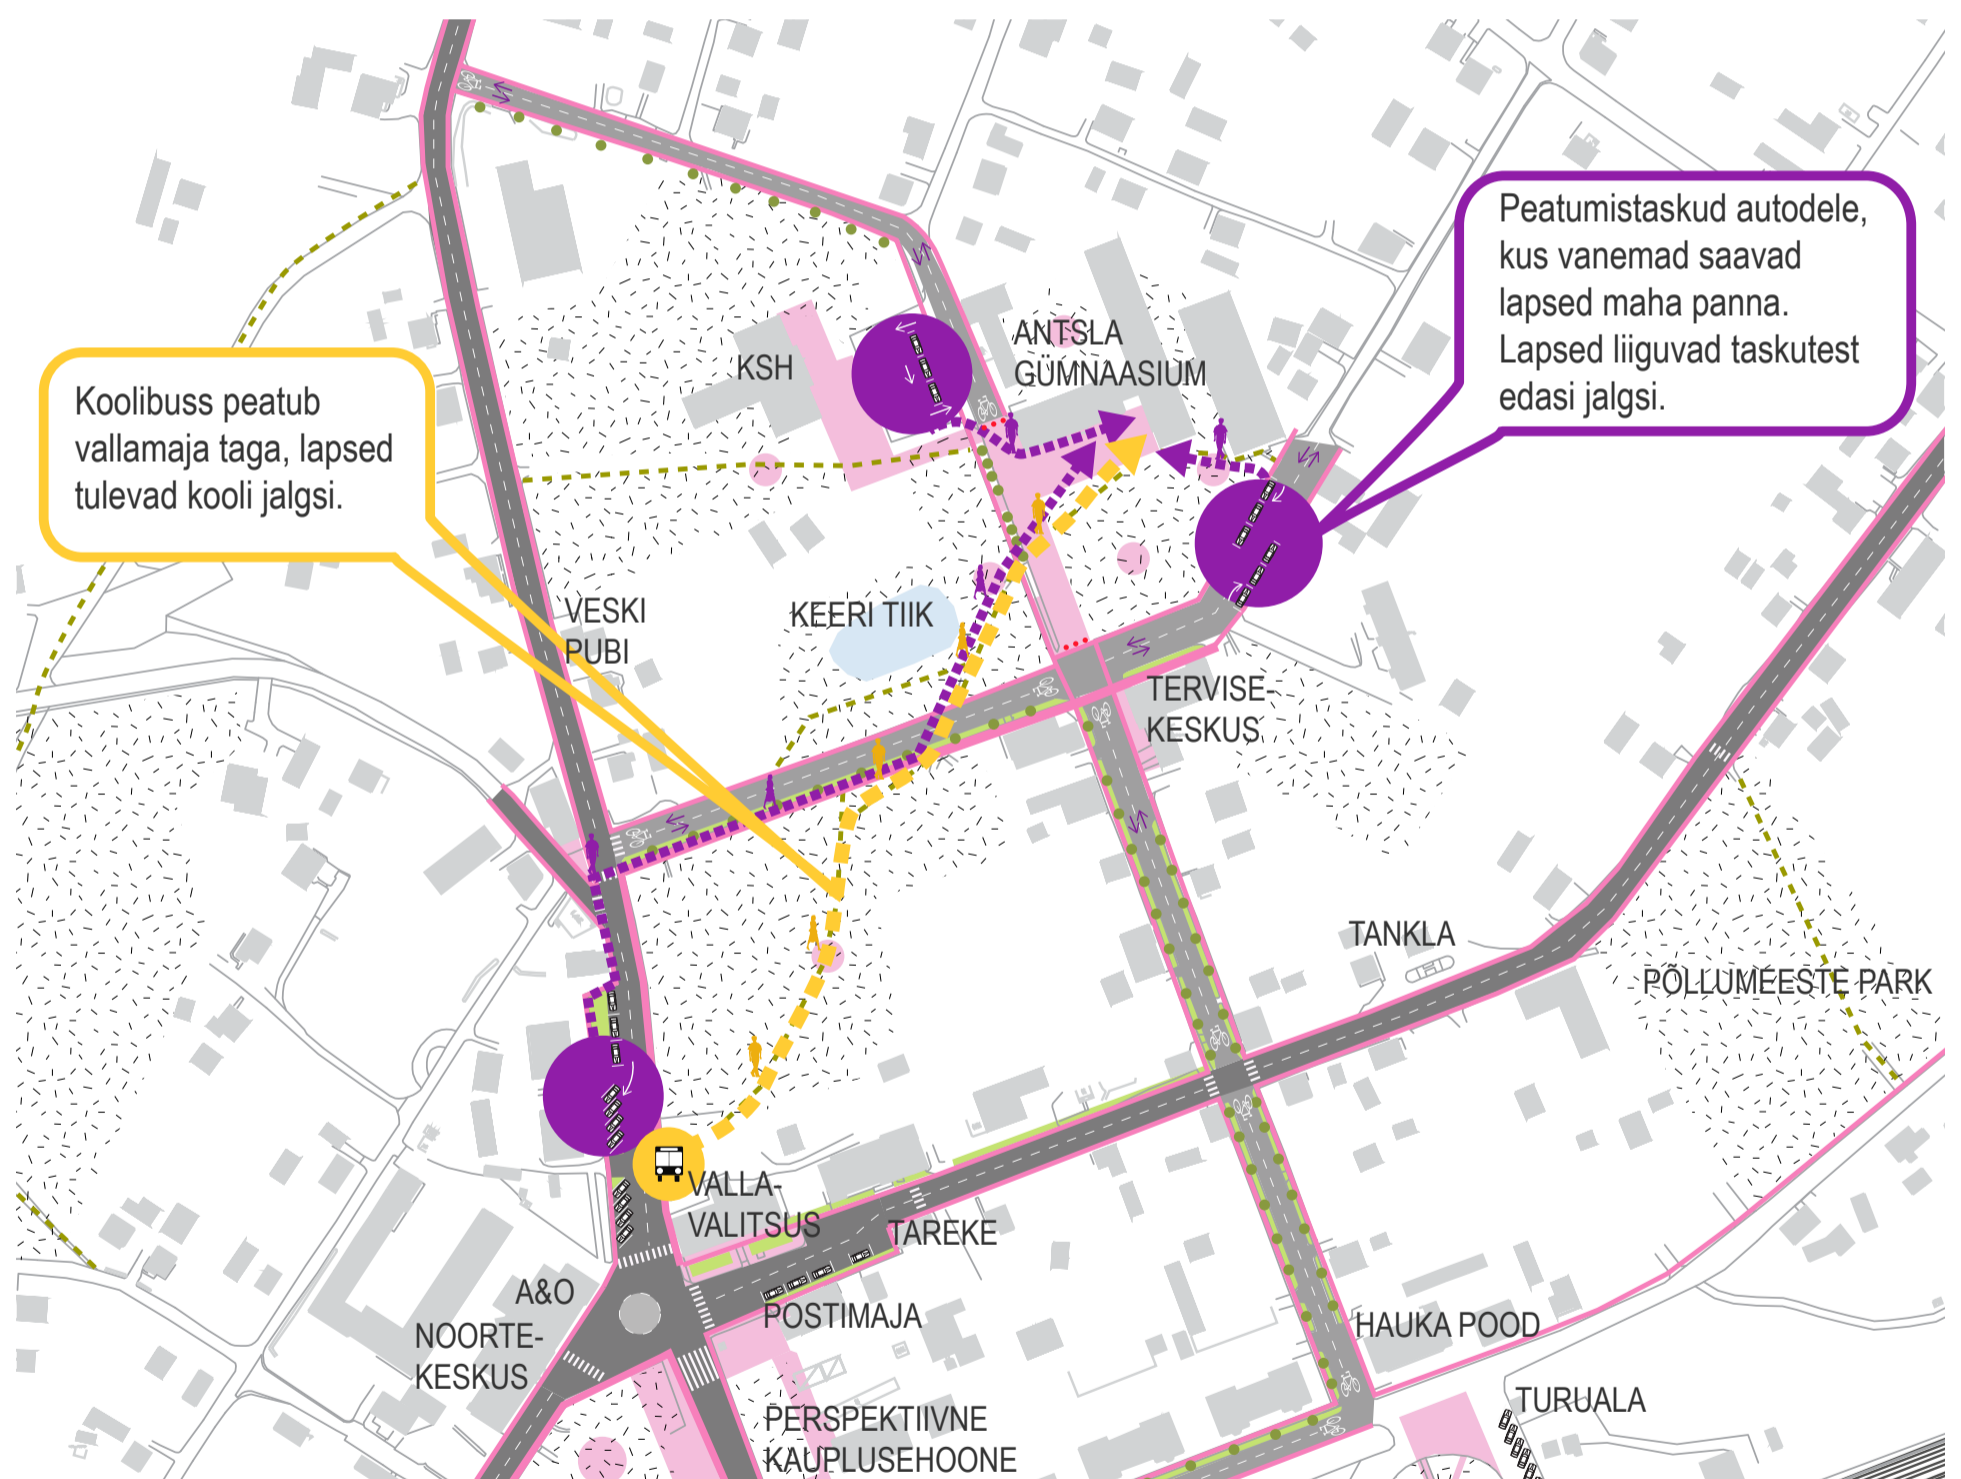 Peatumistaskud autodele,
kus vanemad saavad
lapsed maha panna.
Lapsed liiguvad taskutest
edasi jalgsi.
ANTSLA
GÜMNAASIUM
KSH
Koolibuss peatub
vallamaja taga, lapsed
tulevad kooli jalgsi.
VESKI
PUBI
KEERI TIIK
TERVISE-
KESKUS
TANKLA
PÕLLUMEESTE PARK
VALLA-
VALITSUS
TAREKE
A&O
NOORTE-
KESKUS
POSTIMAJA
HAUKA POOD
PERSPEKTIIVNE
KAUPLUSEHOONE
TURUALA